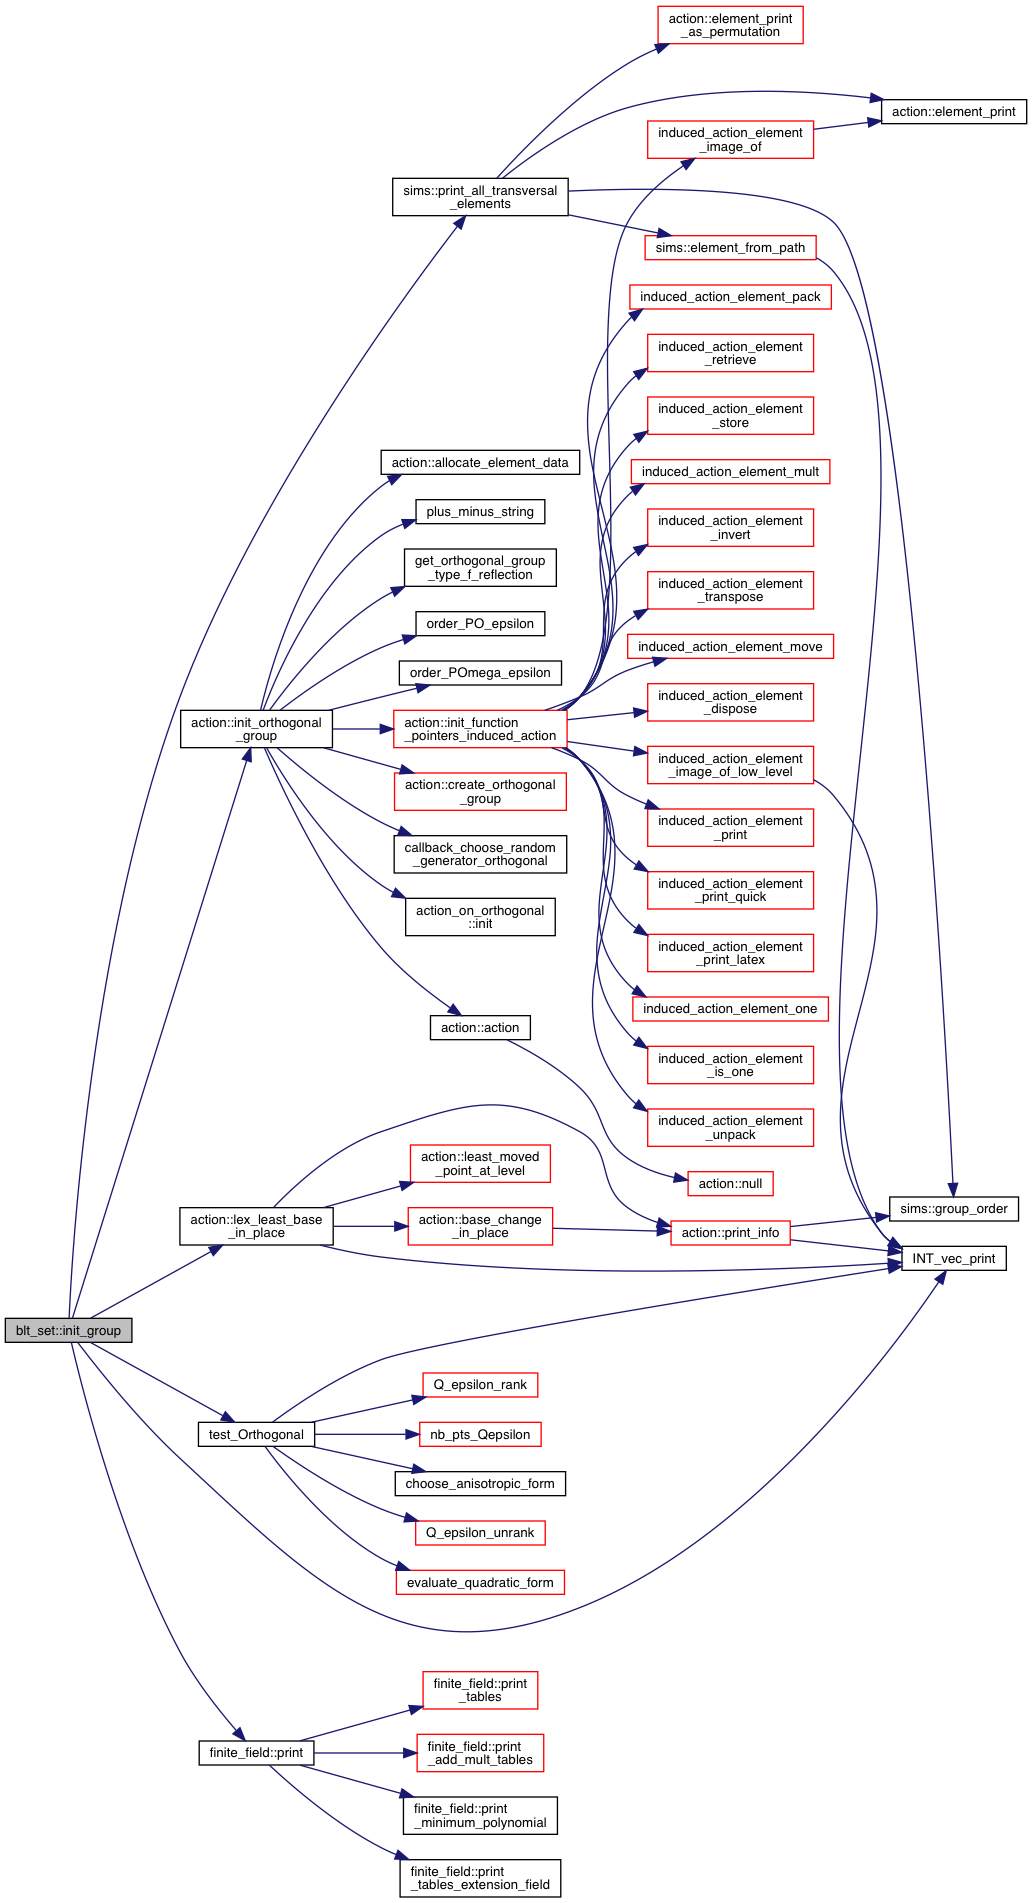 action::element_print
_as_permutation
action::element_print
induced_action_element
_image_of
sims::print_all_transversal
_elements
sims::element_from_path
induced_action_element_pack
induced_action_element
_retrieve
induced_action_element
_store
action::allocate_element_data
induced_action_element_mult
plus_minus_string
induced_action_element
_invert
get_orthogonal_group
_type_f_reflection
induced_action_element
_transpose
order_PO_epsilon
induced_action_element_move
order_POmega_epsilon
induced_action_element
_dispose
action::init_orthogonal
_group
action::init_function
_pointers_induced_action
induced_action_element
_image_of_low_level
action::create_orthogonal
_group
induced_action_element
_print
callback_choose_random
_generator_orthogonal
induced_action_element
_print_quick
action_on_orthogonal
::init
induced_action_element
_print_latex
induced_action_element_one
action::action
induced_action_element
_is_one
induced_action_element
_unpack
action::least_moved
_point_at_level
action::null
sims::group_order
action::lex_least_base
_in_place
action::base_change
_in_place
action::print_info
INT_vec_print
blt_set::init_group
Q_epsilon_rank
test_Orthogonal
nb_pts_Qepsilon
choose_anisotropic_form
Q_epsilon_unrank
evaluate_quadratic_form
finite_field::print
_tables
finite_field::print
finite_field::print
_add_mult_tables
finite_field::print
_minimum_polynomial
finite_field::print
_tables_extension_field